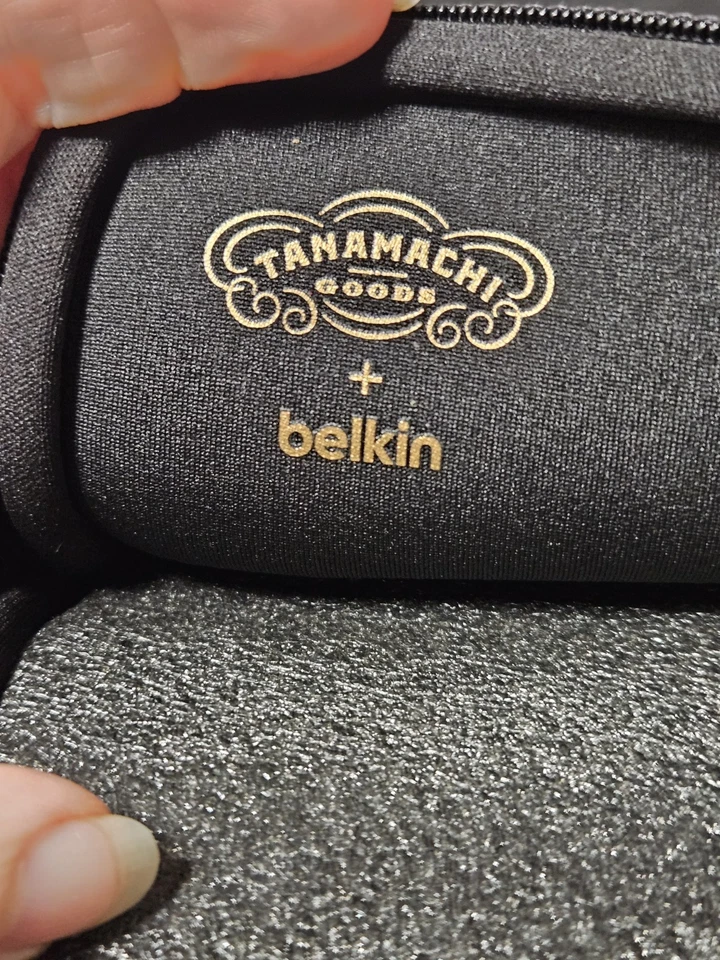 TANAMACHI
GOODS
+
belkin